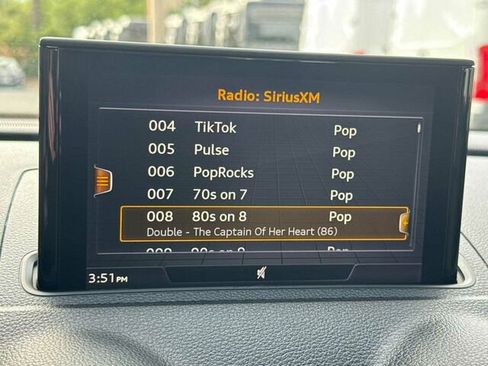 Radio: SiriusXM
004 TikTok Pop
005 Pulse Pop
006 PopRocks Pop
007 70s on 7 Pop
008 80s on 8 Pop
Double - The Captain Of Her Heart (86)
3:51PM